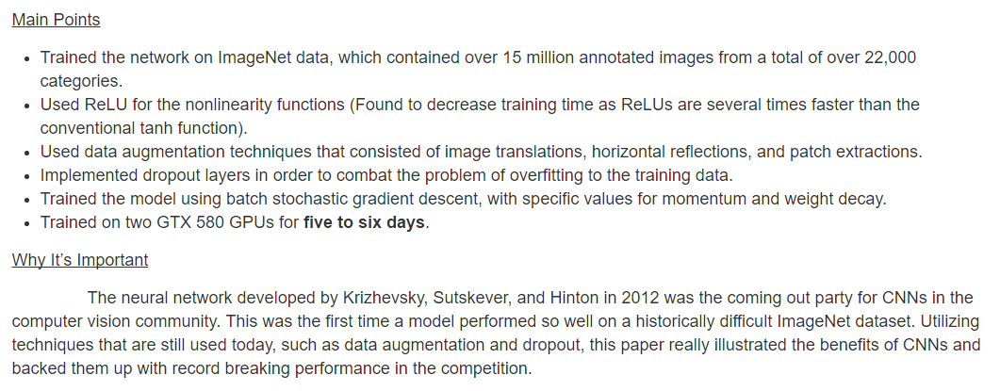 Main Points
• Trained the network on ImageNet data, which contained over 15 million annotated images from a total of over 22,000
categories.
• Used ReLU for the nonlinearity functions (Found to decrease training time as ReLUs are several times faster than the
conventional tanh function).
• Used data augmentation techniques that consisted of image translations, horizontal reflections, and patch extractions.
• Implemented dropout layers in order to combat the problem of overfitting to the training data.
• Trained the model using batch stochastic gradient descent, with specific values for momentum and weight decay.
• Trained on two GTX 580 GPUs for five to six days.
Why It’s Important
The neural network developed by Krizhevsky, Sutskever, and Hinton in 2012 was the coming out party for CNNs in the
computer vision community. This was the first time a model performed so well on a historically difficult ImageNet dataset. Utilizing
techniques that are still used today, such as data augmentation and dropout, this paper really illustrated the benefits of CNNs and
backed them up with record breaking performance in the competition.